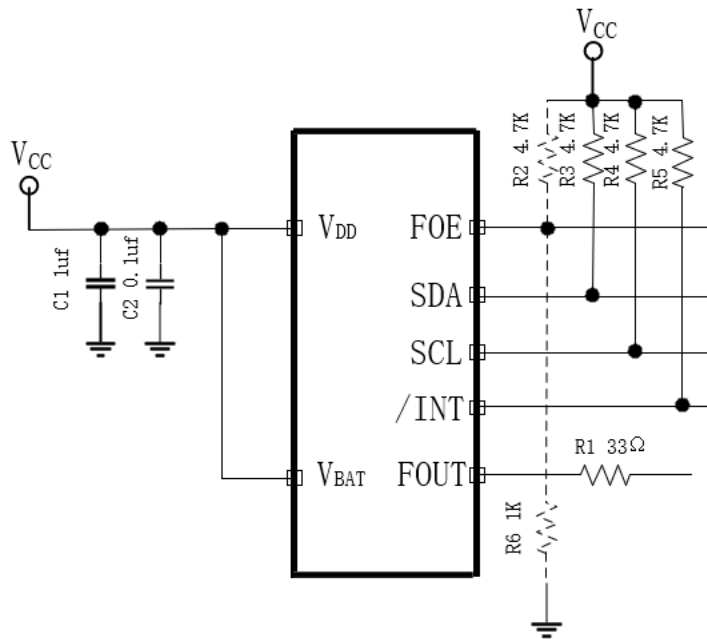 VCC
VCC
R2 4.7K
R3 4.7K
R4 4.7K
R5 4.7K
C1 1uf
C2 0.1uf
VDD
FOE
SDA
SCL
/INT
VBAT
FOUT
R1 33Ω
R6 1K